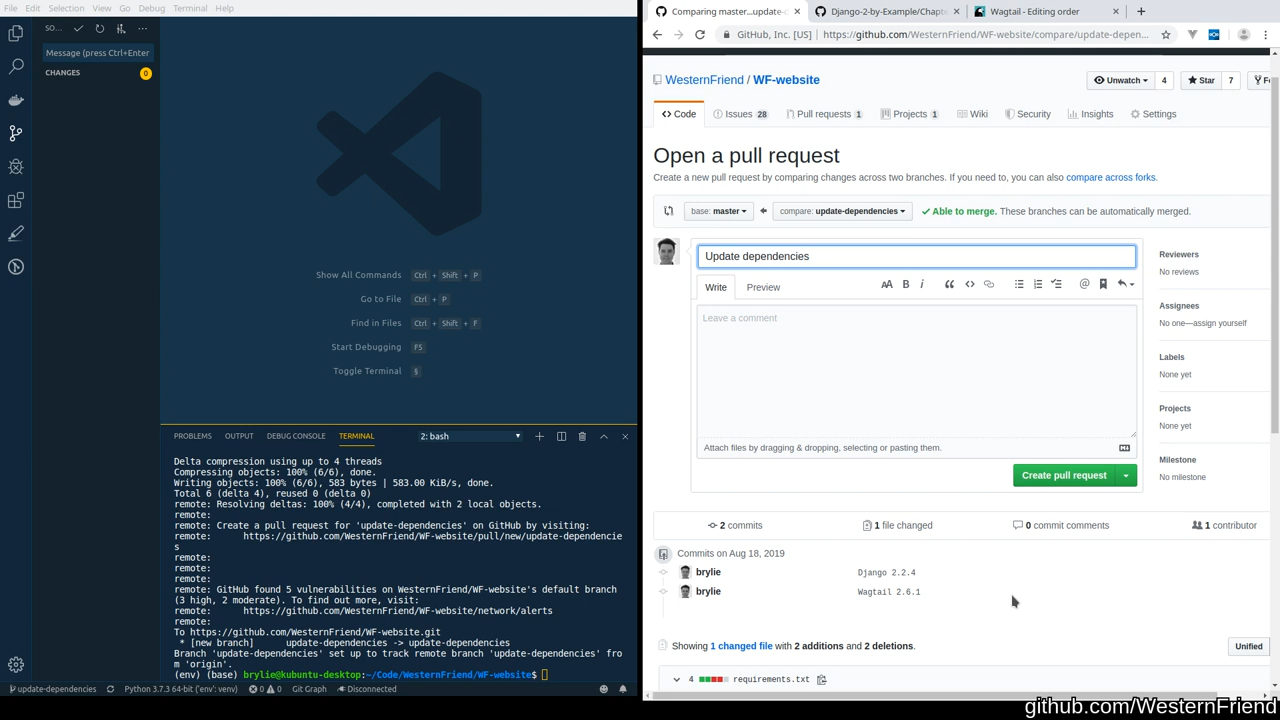 File Edit Selection View Go Debug Terminal Help
SO...
Message (press Ctrl+Enter
CHANGES 0
Show All Commands Ctrl + Shift + P
Go to File Ctrl + P
Find in Files Ctrl + Shift + F
Start Debugging F5
Toggle Terminal §
PROBLEMS OUTPUT DEBUG CONSOLE TERMINAL 2: bash
Delta compression using up to 4 threads
Compressing objects: 100% (6/6), done.
Writing objects: 100% (6/6), 583 bytes | 583.00 KiB/s, done.
Total 6 (delta 4), reused 0 (delta 0)
remote: Resolving deltas: 100% (4/4), completed with 2 local objects.
remote:
remote: Create a pull request for 'update-dependencies' on GitHub by visiting:
remote:      https://github.com/WesternFriend/WF-website/pull/new/update-dependencie
s
remote:
remote:
remote:
remote: GitHub found 5 vulnerabilities on WesternFriend/WF-website's default branch
(3 high, 2 moderate). To find out more, visit:
remote:      https://github.com/WesternFriend/WF-website/network/alerts
remote:
To https://github.com/WesternFriend/WF-website.git
 * [new branch]      update-dependencies -> update-dependencies
Branch 'update-dependencies' set up to track remote branch 'update-dependencies' fro
m 'origin'.
(env) (base) brylie@kubuntu-desktop:~/Code/WesternFriend/WF-website$
update-dependencies Python 3.7.3 64-bit ('env': venv) 0 0 Git Graph Disconnected
Comparing master...update-d Django-2-by-Example/Chapte Wagtail - Editing order
GitHub, Inc. [US] https://github.com/WesternFriend/WF-website/compare/update-depen...
WesternFriend / WF-website Unwatch 4 Star 7 Fo
Code Issues 28 Pull requests 1 Projects 1 Wiki Security Insights Settings
Open a pull request
Create a new pull request by comparing changes across two branches. If you need to, you can also compare across forks.
base: master compare: update-dependencies Able to merge. These branches can be automatically merged.
Update dependencies
Write Preview
Leave a comment
Attach files by dragging & dropping, selecting or pasting them.
Create pull request
Reviewers
No reviews
Assignees
No one—assign yourself
Labels
None yet
Projects
None yet
Milestone
No milestone
2 commits 1 file changed 0 commit comments 1 contributor
Commits on Aug 18, 2019
brylie Django 2.2.4
brylie Wagtail 2.6.1
Showing 1 changed file with 2 additions and 2 deletions. Unified
4 requirements.txt
github.com/WesternFriend